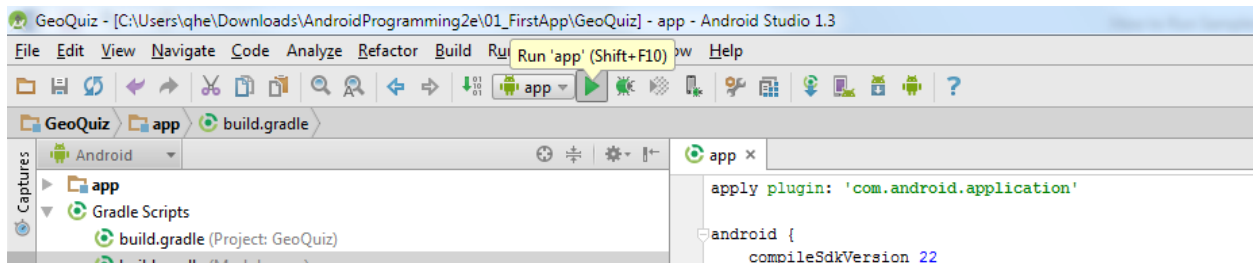 GeoQuiz - [C:\Users\qhe\Downloads\AndroidProgramming2e\01_FirstApp\GeoQuiz] - app - Android Studio 1.3
File Edit View Navigate Code Analyze Refactor Build Help
Run 'app' (Shift+F10)
app
GeoQuiz app build.gradle
Captures
Android
app
Gradle Scripts
build.gradle (Project: GeoQuiz)
app
apply plugin: 'com.android.application'
android {
compileSdkVersion 22